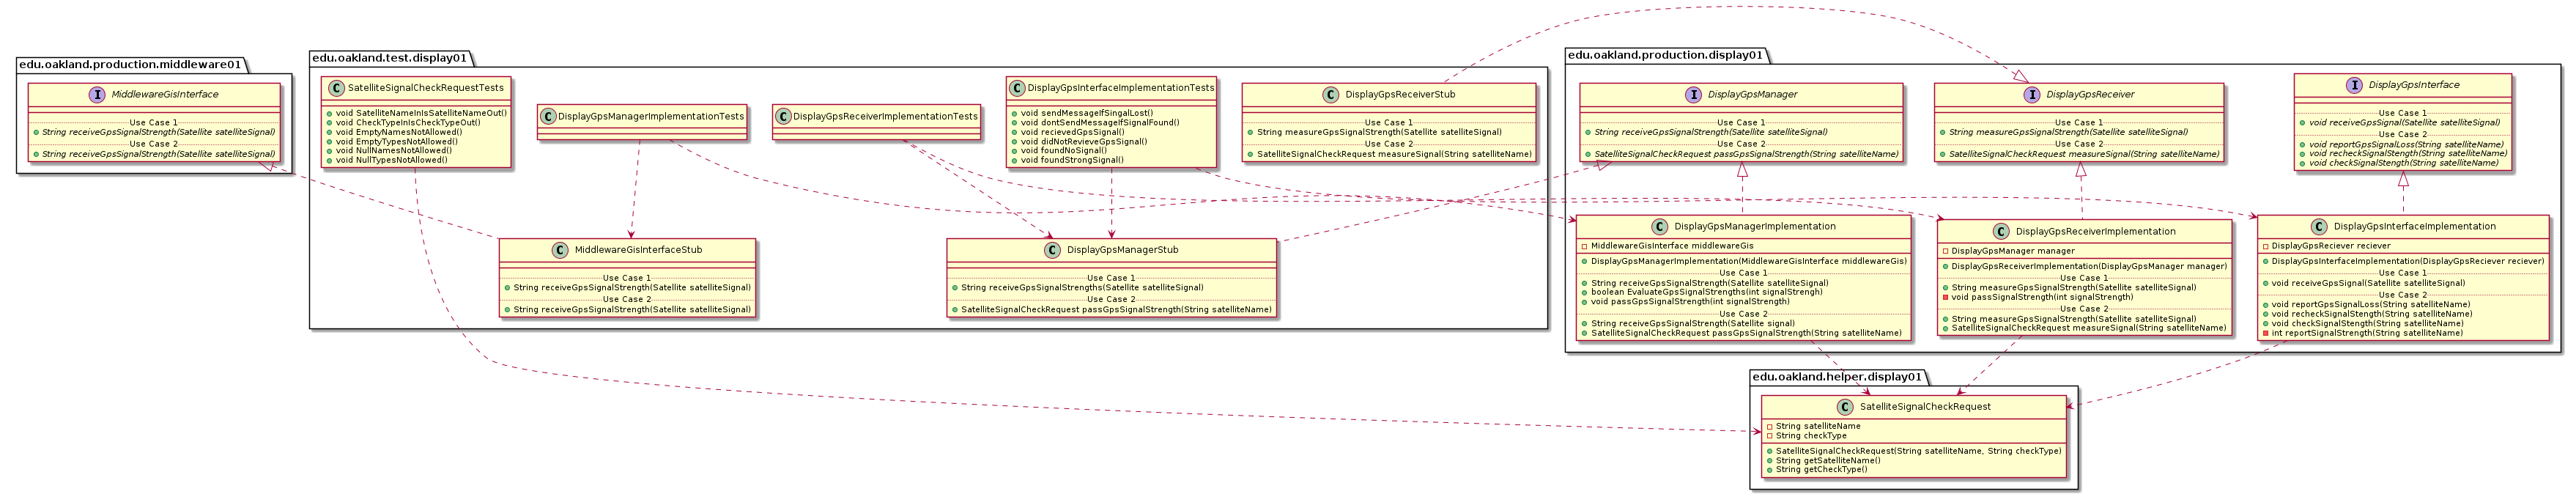 edu.oakland.production.middleware01
I MiddlewareGisInterface
Use Case 1
String receiveGpsSignalStrength(Satellite satelliteSignal)
Use Case 2
String receiveGpsSignalStrength(Satellite satelliteSignal)
edu.oakland.test.display01
C SatelliteSignalCheckRequestTests
void SatelliteNameInIsSatelliteNameOut()
void CheckTypeInIsCheckTypeOut()
void EmptyNamesNotAllowed()
void EmptyTypesNotAllowed()
void NullNamesNotAllowed()
void NullTypesNotAllowed()
C DisplayGpsManagerImplementationTests
C DisplayGpsReceiverImplementationTests
C DisplayGpsInterfaceImplementationTests
void sendMessageIfSingalLost()
void dontSendMessageIfSignalFound()
void recievedGpsSignal()
void didNotRevieveGpsSignal()
void foundNoSignal()
void foundStrongSignal()
C DisplayGpsReceiverStub
Use Case 1
String measureGpsSignalStrength(Satellite satelliteSignal)
Use Case 2
SatelliteSignalCheckRequest measureSignal(String satelliteName)
C MiddlewareGisInterfaceStub
Use Case 1
String receiveGpsSignalStrength(Satellite satelliteSignal)
Use Case 2
String receiveGpsSignalStrength(Satellite satelliteSignal)
C DisplayGpsManagerStub
Use Case 1
String receiveGpsSignalStrengths(Satellite satelliteSignal)
Use Case 2
SatelliteSignalCheckRequest passGpsSignalStrength(String satelliteName)
edu.oakland.production.display01
I DisplayGpsManager
Use Case 1
String receiveGpsSignalStrength(Satellite satelliteSignal)
Use Case 2
SatelliteSignalCheckRequest passGpsSignalStrength(String satelliteName)
I DisplayGpsReceiver
Use Case 1
String measureGpsSignalStrength(Satellite satelliteSignal)
Use Case 2
SatelliteSignalCheckRequest measureSignal(String satelliteName)
I DisplayGpsInterface
Use Case 1
void receiveGpsSignal(Satellite satelliteSignal)
Use Case 2
void reportGpsSignalLoss(String satelliteName)
void recheckSignalStength(String satelliteName)
void checkSignalStength(String satelliteName)
C DisplayGpsManagerImplementation
MiddlewareGisInterface middlewareGis
DisplayGpsManagerImplementation(MiddlewareGisInterface middlewareGis)
Use Case 1
String receiveGpsSignalStrength(Satellite satelliteSignal)
boolean EvaluateGpsSignalStrengths(int signalStrengh)
void passGpsSignalStrength(int signalStrength)
Use Case 2
String receiveGpsSignalStrength(Satellite signal)
SatelliteSignalCheckRequest passGpsSignalStrength(String satelliteName)
C DisplayGpsReceiverImplementation
DisplayGpsManager manager
DisplayGpsReceiverImplementation(DisplayGpsManager manager)
Use Case 1
String measureGpsSignalStrength(Satellite satelliteSignal)
void passSignalStrength(int signalStrength)
Use Case 2
String measureGpsSignalStrength(Satellite satelliteSignal)
SatelliteSignalCheckRequest measureSignal(String satelliteName)
C DisplayGpsInterfaceImplementation
DisplayGpsReciever reciever
DisplayGpsInterfaceImplementation(DisplayGpsReciever reciever)
Use Case 1
void receiveGpsSignal(Satellite satelliteSignal)
Use Case 2
void reportGpsSignalLoss(String satelliteName)
void recheckSignalStength(String satelliteName)
void checkSignalStength(String satelliteName)
int reportSignalStrength(String satelliteName)
edu.oakland.helper.display01
C SatelliteSignalCheckRequest
String satelliteName
String checkType
SatelliteSignalCheckRequest(String satelliteName, String checkType)
String getSatelliteName()
String getCheckType()